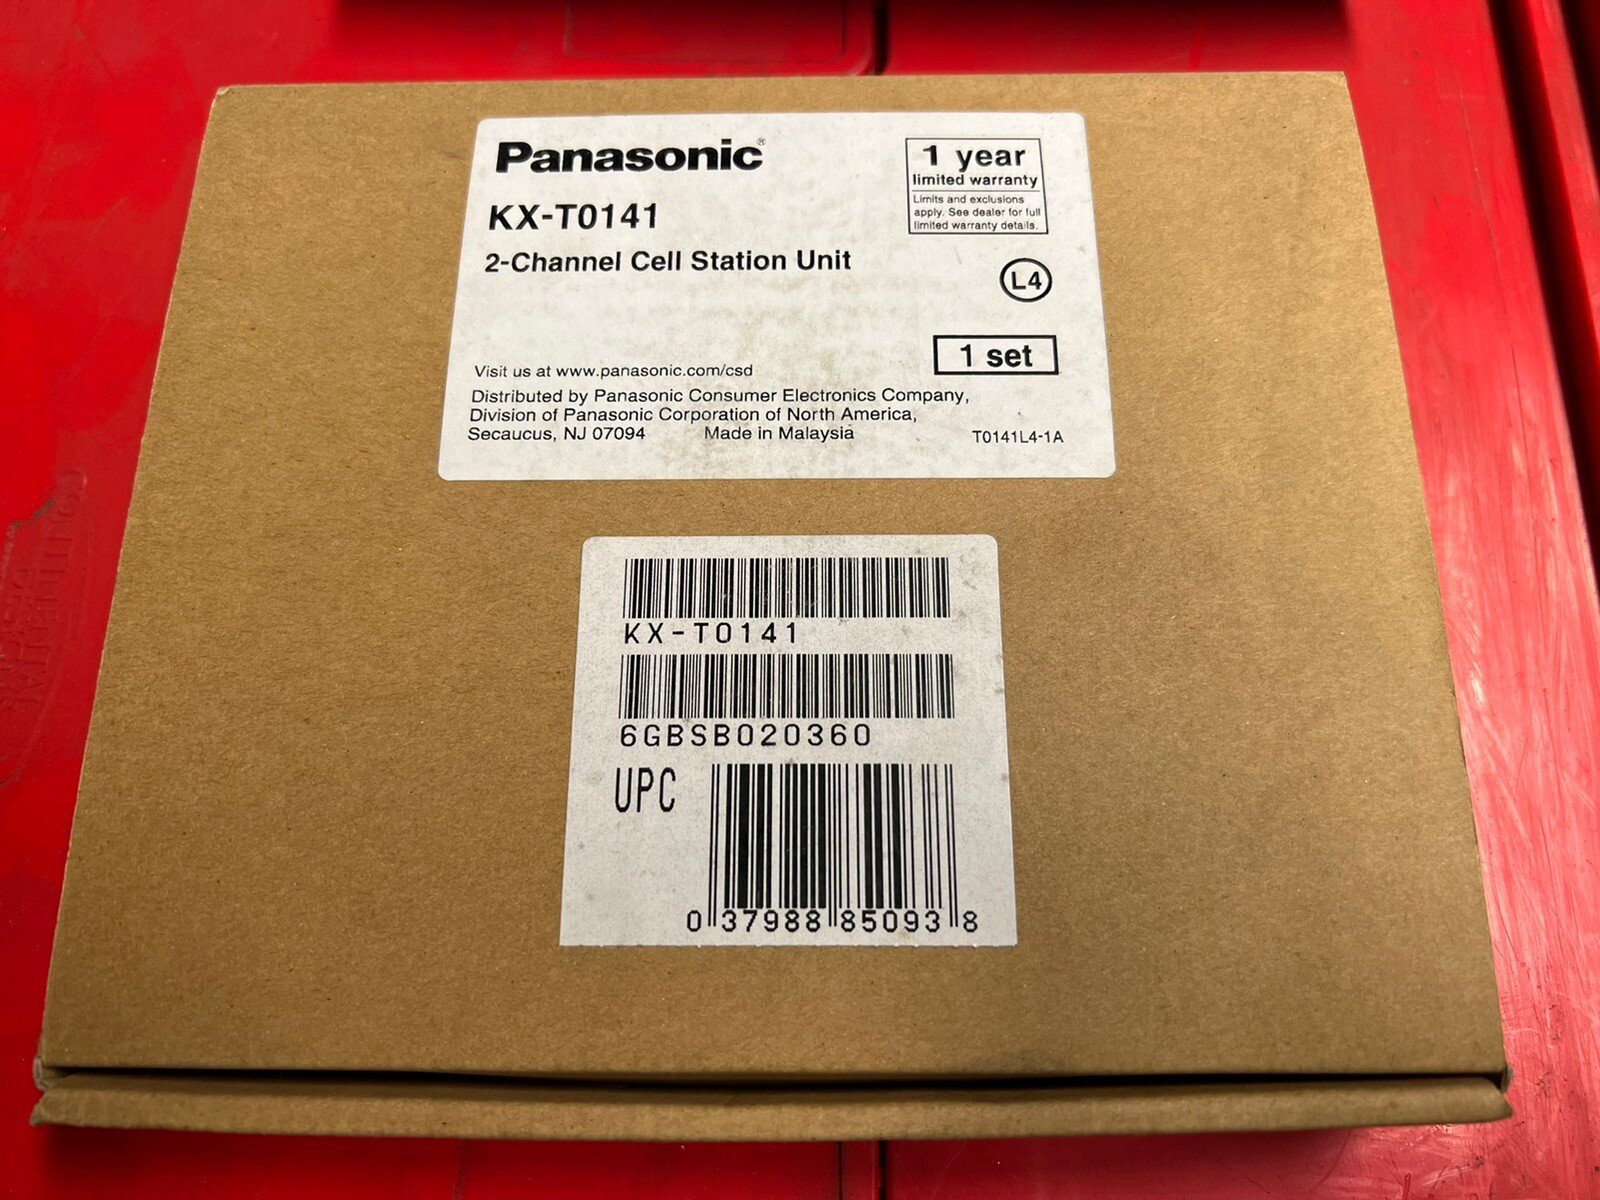 Panasonic®
KX-T0141
2-Channel Cell Station Unit
1 year
limited warranty
Limits and exclusions
apply. See dealer for full
limited warranty details.
L4
1 set
Visit us at www.panasonic.com/csd
Distributed by Panasonic Consumer Electronics Company,
Division of Panasonic Corporation of North America,
Secaucus, NJ 07094 Made in Malaysia
T0141L4-1A
KX-T0141
6GBSB020360
UPC
0 37988 85093 8